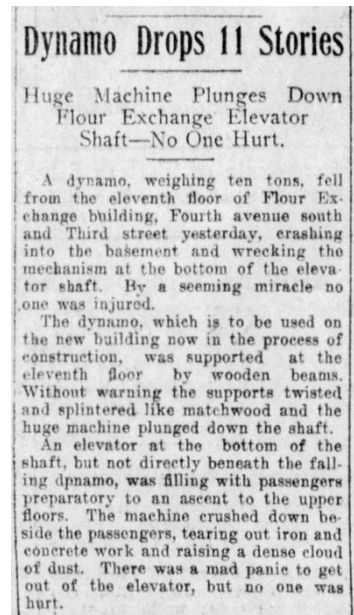 Dynamo Drops 11 Stories
Huge Machine Plunges Down
Flour Exchange Elevator
Shaft—No One Hurt.
A dynamo, weighing ten tons, fell
from the eleventh floor of Flour Ex-
change building, Fourth avenue south
and Third street yesterday, crashing
into the basement and wrecking the
mechanism at the bottom of the eleva-
tor shaft. By a seeming miracle no
one was injured.
The dynamo, which is to be used on
the new building now in the process of
construction, was supported at the
eleventh floor by wooden beams.
Without warning the supports twisted
and splintered like matchwood and the
huge machine plunged down the shaft.
An elevator at the bottom of the
shaft, but not directly beneath the fall-
ing dpnamo, was filling with passengers
preparatory to an ascent to the upper
floors. The machine crushed down be-
side the passengers, tearing out iron and
concrete work and raising a dense cloud
of dust. There was a mad panic to get
out of the elevator, but no one was
hurt.